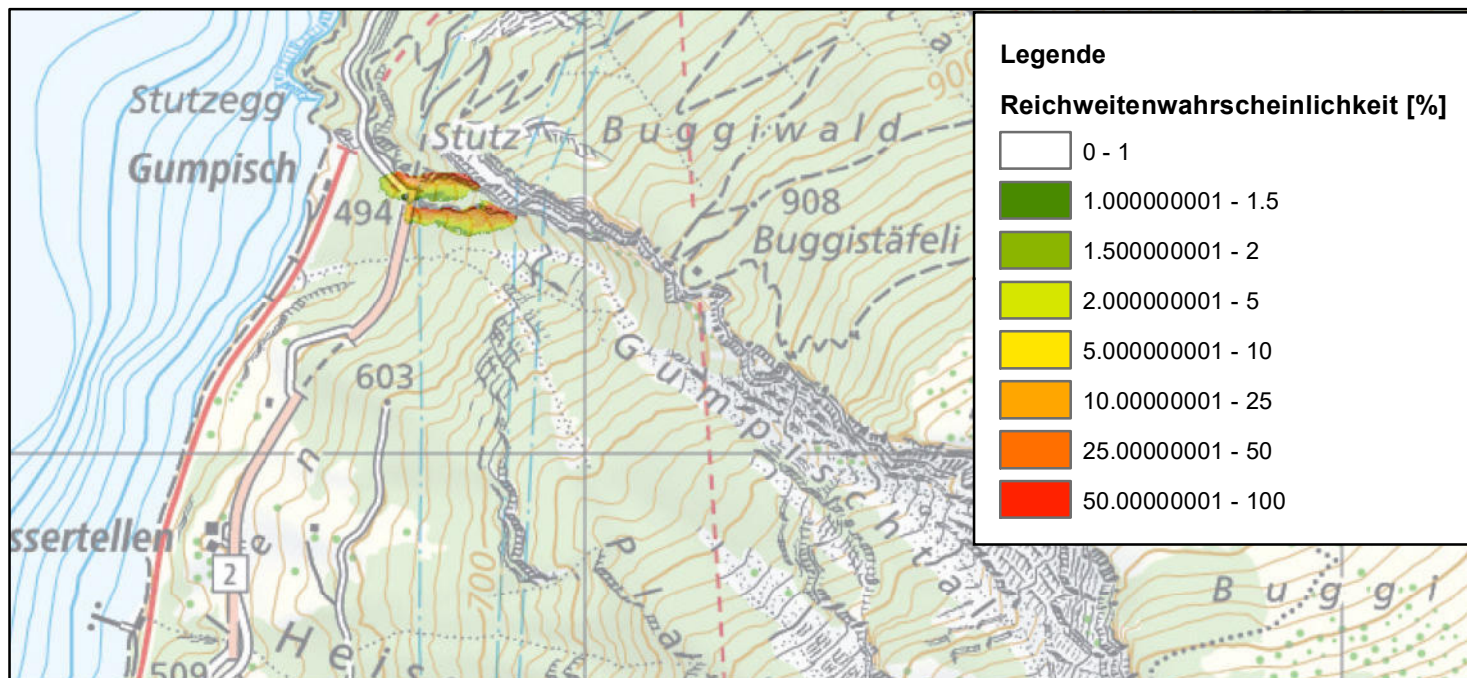 Legende
Reichweitenwahrscheinlichkeit [%]
0 - 1
1.000000001 - 1.5
1.500000001 - 2
2.000000001 - 5
5.000000001 - 10
10.00000001 - 25
25.00000001 - 50
50.00000001 - 100
900
Stutzegg
Stutz
Buggiwald
Gumpisch
494
908
Buggistäfeli
603
Gumpischtal
ssertellen
2
700
Buggi
509
Heis